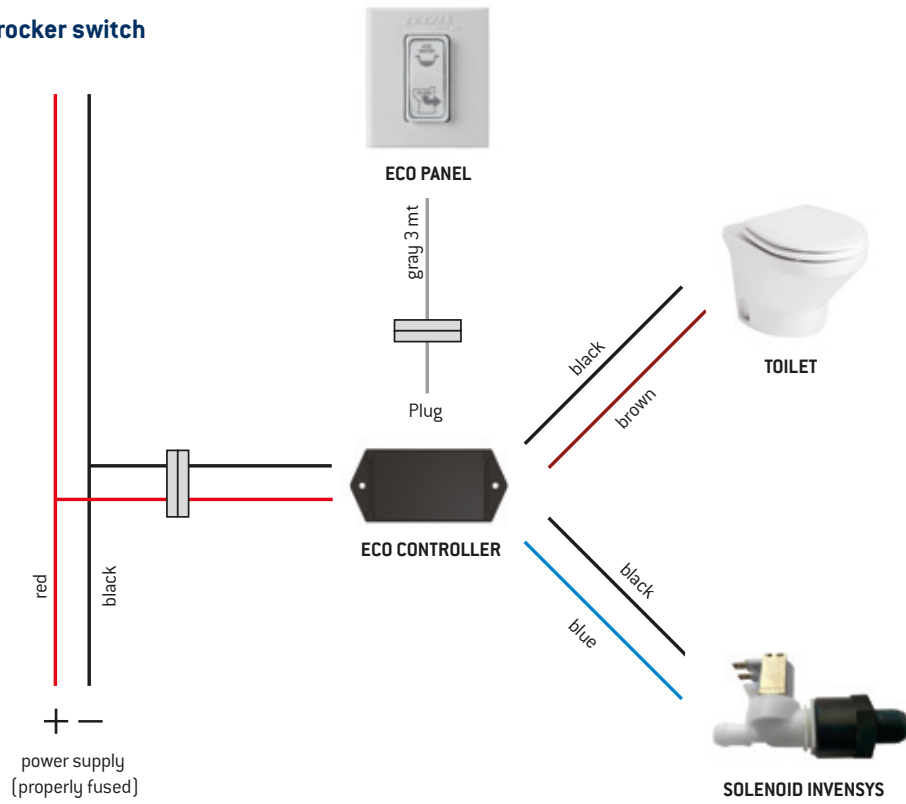 rocker switch
ECO PANEL
gray 3 mt
Plug
black
brown
TOILET
ECO CONTROLLER
red
black
black
blue
+ –
power supply
(properly fused)
SOLENOID INVENSYS